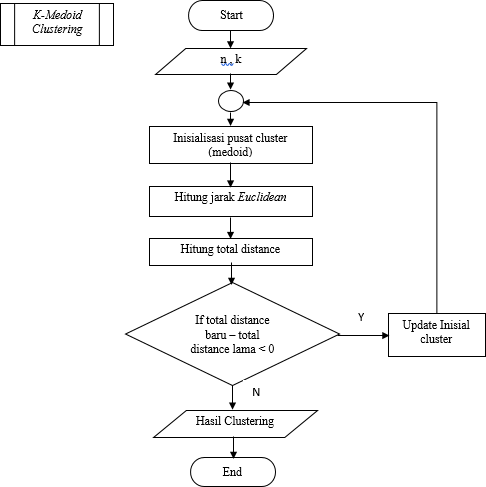 K-Medoid
Clustering
Start
n , k
Inisialisasi pusat cluster
(medoid)
Hitung jarak Euclidean
Hitung total distance
If total distance
baru – total
distance lama < 0
Y
Update Inisial
cluster
N
Hasil Clustering
End